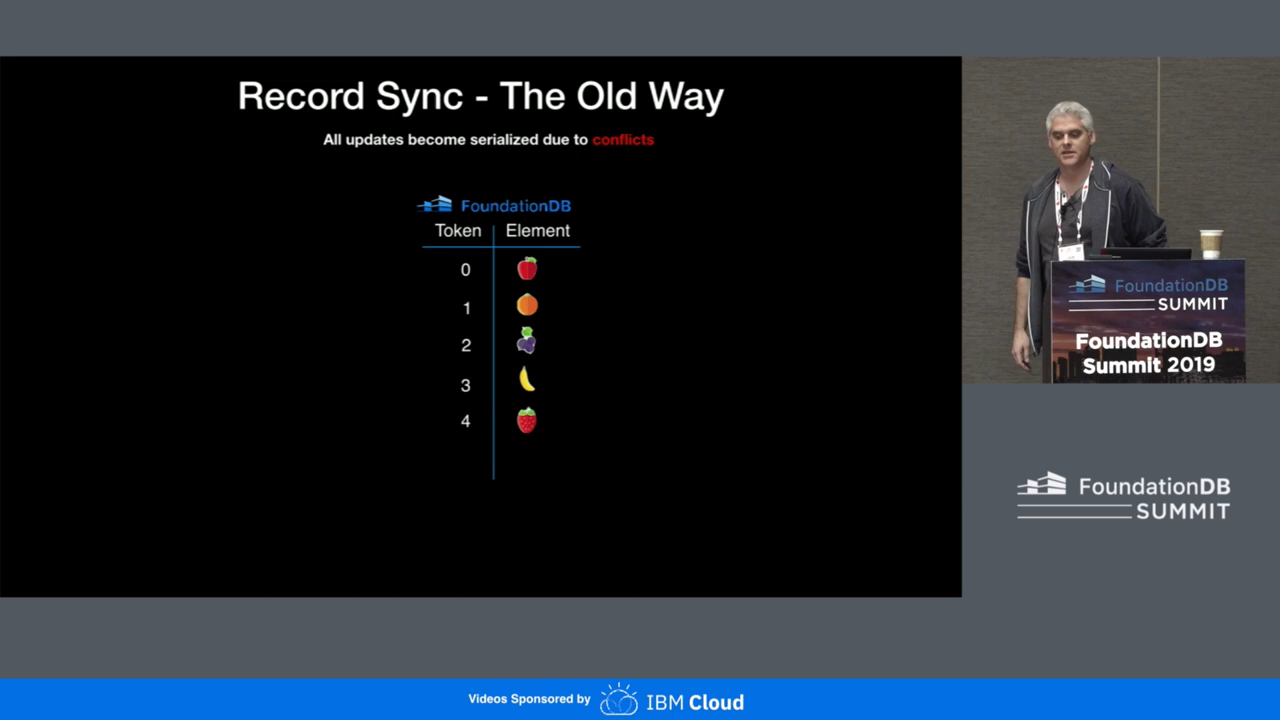 Record Sync - The Old Way
All updates become serialized due to conflicts
FoundationDB
Token Element
0
1
2
3
4
FoundationDB
SUMMIT
FoundationDB
Summit 2019
FoundationDB
SUMMIT
Videos Sponsored by IBM Cloud